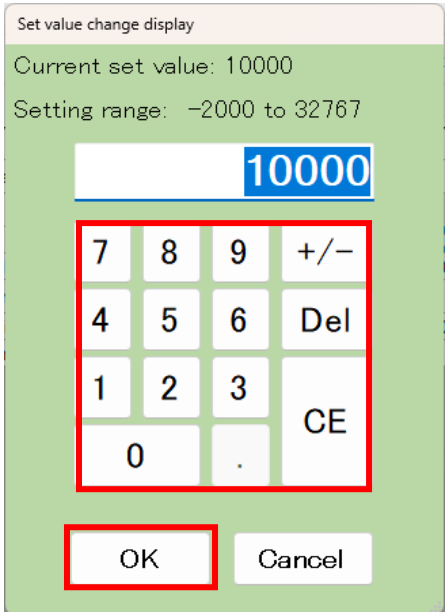 Set value change display
Current set value: 10000
Setting range: -2000 to 32767
10000
7 8 9 +/-
4 5 6 Del
1 2 3
CE
0 .
OK Cancel